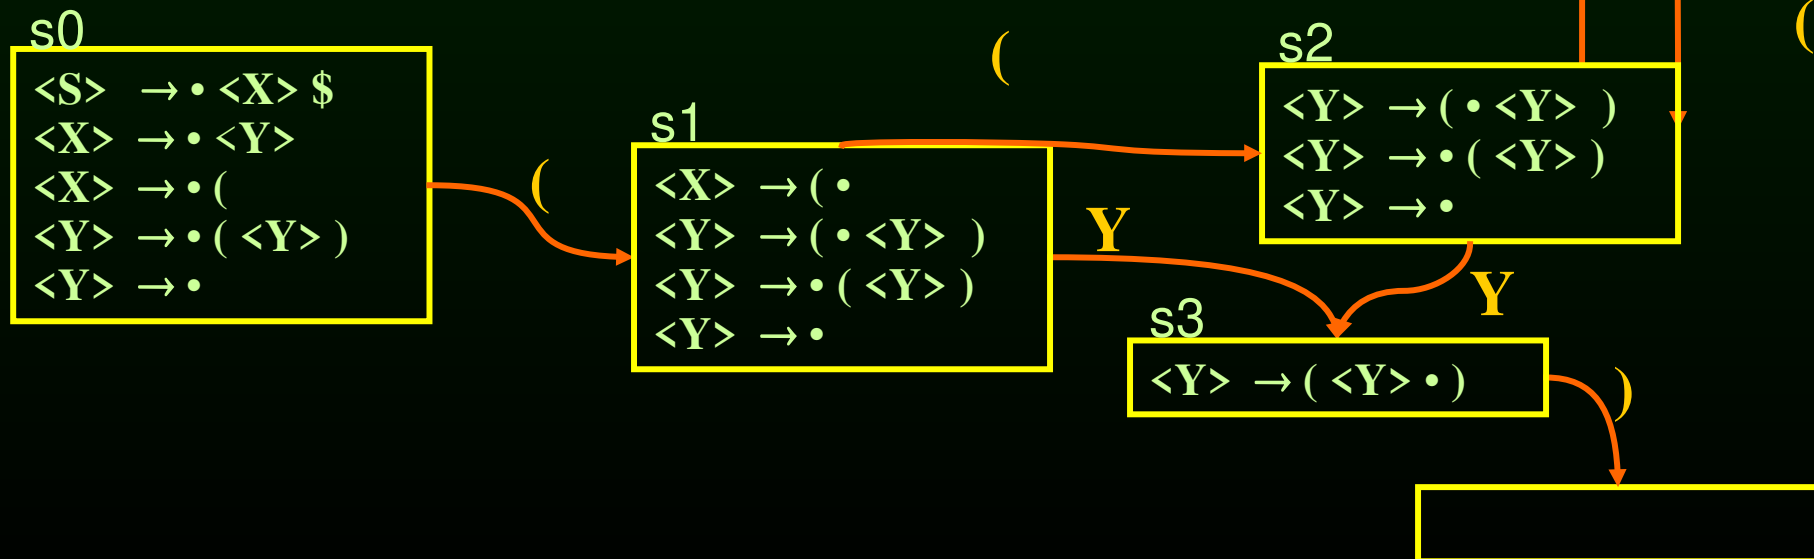 s0
<S> → • <X> $
<X> → • <Y>
<X> → • (
<Y> → • ( <Y> )
<Y> → •
(
s1
<X> → ( •
<Y> → ( • <Y> )
<Y> → • ( <Y> )
<Y> → •
(
Y
s2
<Y> → ( • <Y> )
<Y> → • ( <Y> )
<Y> → •
(
Y
s3
<Y> → ( <Y> • )
)